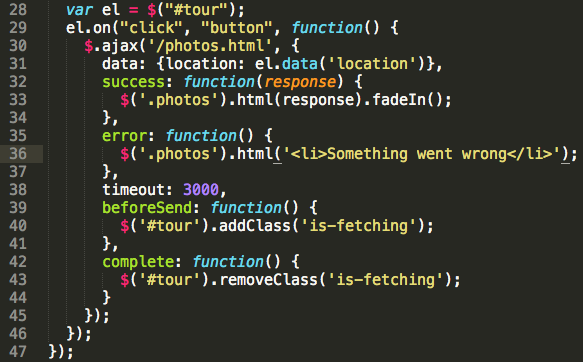 28 var el = $("#tour");
29 el.on("click", "button", function() {
30 $.ajax('/photos.html', {
31 data: {location: el.data('location')},
32 success: function(response) {
33 $('.photos').html(response).fadeIn();
34 },
35 error: function() {
36 $('.photos').html('<li>Something went wrong</li>');
37 },
38 timeout: 3000,
39 beforeSend: function() {
40 $('#tour').addClass('is-fetching');
41 },
42 complete: function() {
43 $('#tour').removeClass('is-fetching');
44 }
45 });
46 });
47 });